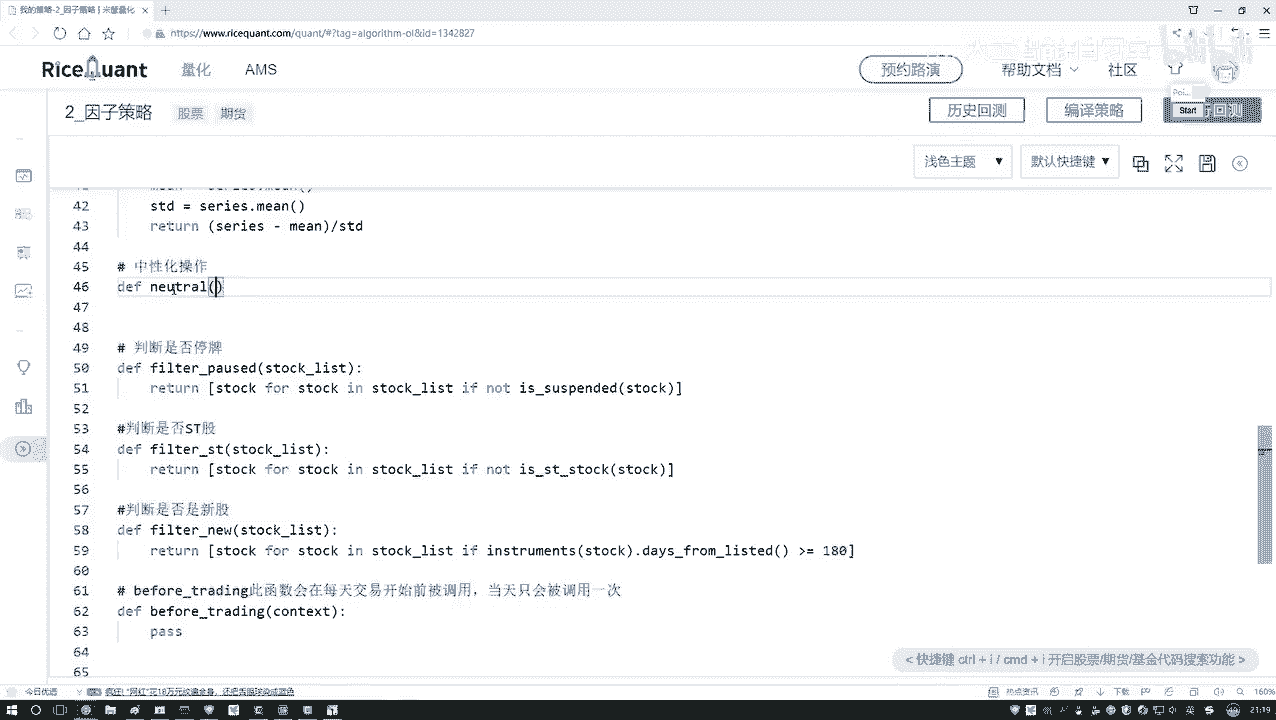 我的策略-2_因子策略 | 米筐量化
https://www.ricequant.com/quant/#?tag=algorithm-ol&id=1342827
RiceQuant 量化 AMS 预约路演 帮助文档 社区
2_因子策略 股票 期货 历史回测 编译策略 Start
浅色主题 默认快捷键
42 std = series.mean()
43 return (series - mean)/std
44
45 # 中性化操作
46 def neutral()
47
48
49 # 判断是否停牌
50 def filter_paused(stock_list):
51 return [stock for stock in stock_list if not is_suspended(stock)]
52
53 #判断是否ST股
54 def filter_st(stock_list):
55 return [stock for stock in stock_list if not is_st_stock(stock)]
56
57 #判断是否是新股
58 def filter_new(stock_list):
59 return [stock for stock in stock_list if instruments(stock).days_from_listed() >= 180]
60
61 # before_trading此函数会在每天交易开始前被调用，当天只会被调用一次
62 def before_trading(context):
63 pass
64
65
< 快捷键 ctrl + i / cmd + i 开启股票/期货/基金代码搜索功能 >
今日优选 热点资讯 下载 160%
21:19